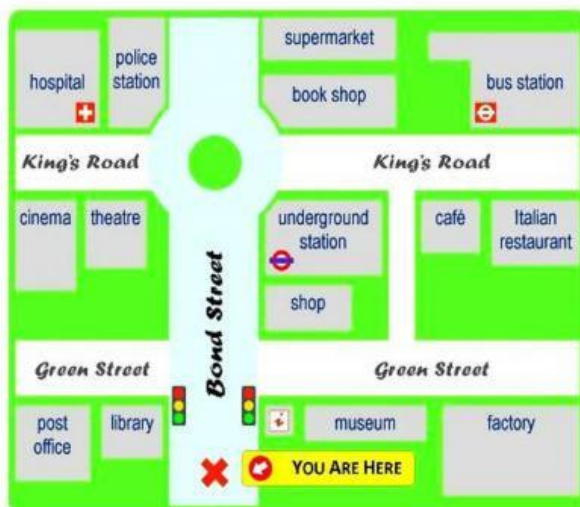 supermarket
police
station
hospital
book shop
bus station
King's Road
King's Road
cinema
theatre
underground
station
café
Italian
restaurant
shop
Bond Street
Green Street
Green Street
post
office
library
i
museum
factory
YOU ARE HERE